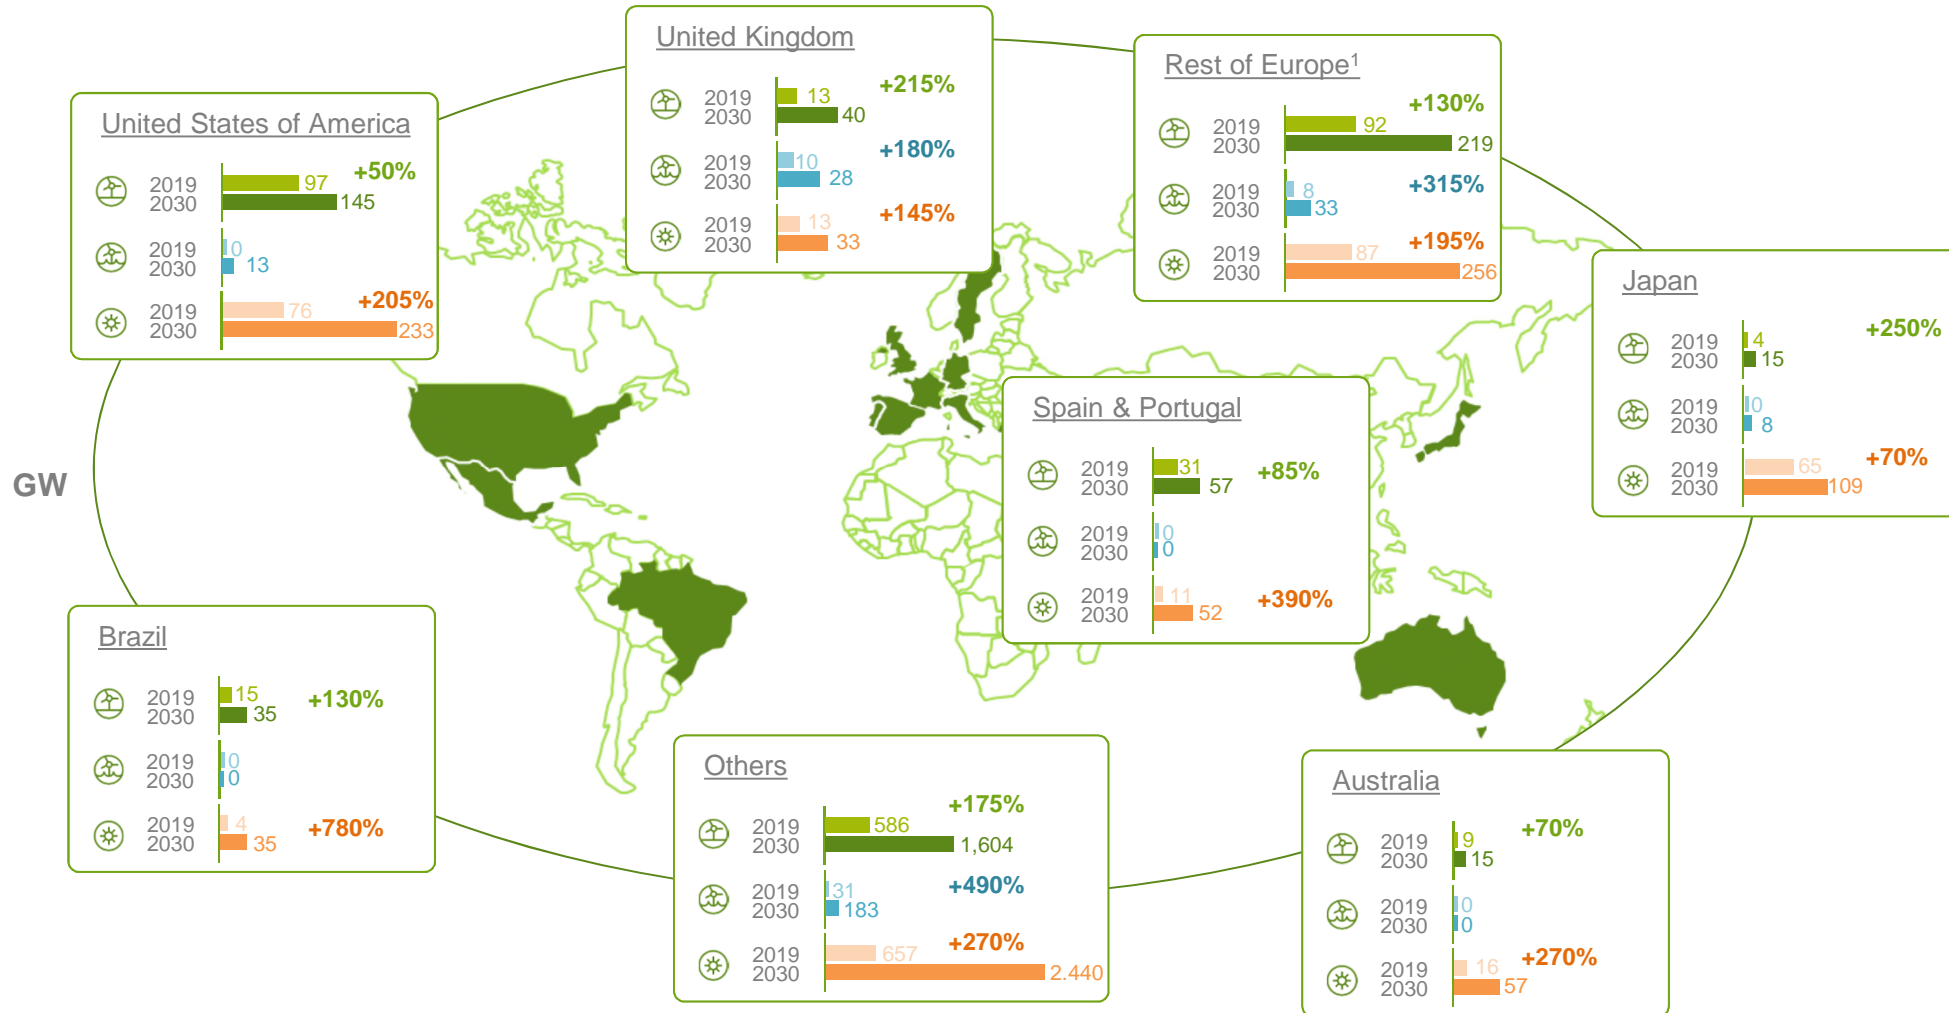 United Kingdom
2019 13 +215%
2030 40
2019 10 +180%
2030 28
2019 13 +145%
2030 33
Rest of Europe¹
2019 92 +130%
2030 219
2019 8 +315%
2030 33
2019 87 +195%
2030 256
United States of America
2019 97 +50%
2030 145
2019 0
2030 13
2019 76 +205%
2030 233
Japan
2019 4 +250%
2030 15
2019 0
2030 8
2019 65 +70%
2030 109
Spain & Portugal
2019 31 +85%
2030 57
2019 0
2030 0
2019 11 +390%
2030 52
GW
Brazil
2019 15 +130%
2030 35
2019 0
2030 0
2019 4 +780%
2030 35
Others
2019 586 +175%
2030 1,604
2019 31 +490%
2030 183
2019 657 +270%
2030 2.440
Australia
2019 9 +70%
2030 15
2019 0
2030 0
2019 16 +270%
2030 57